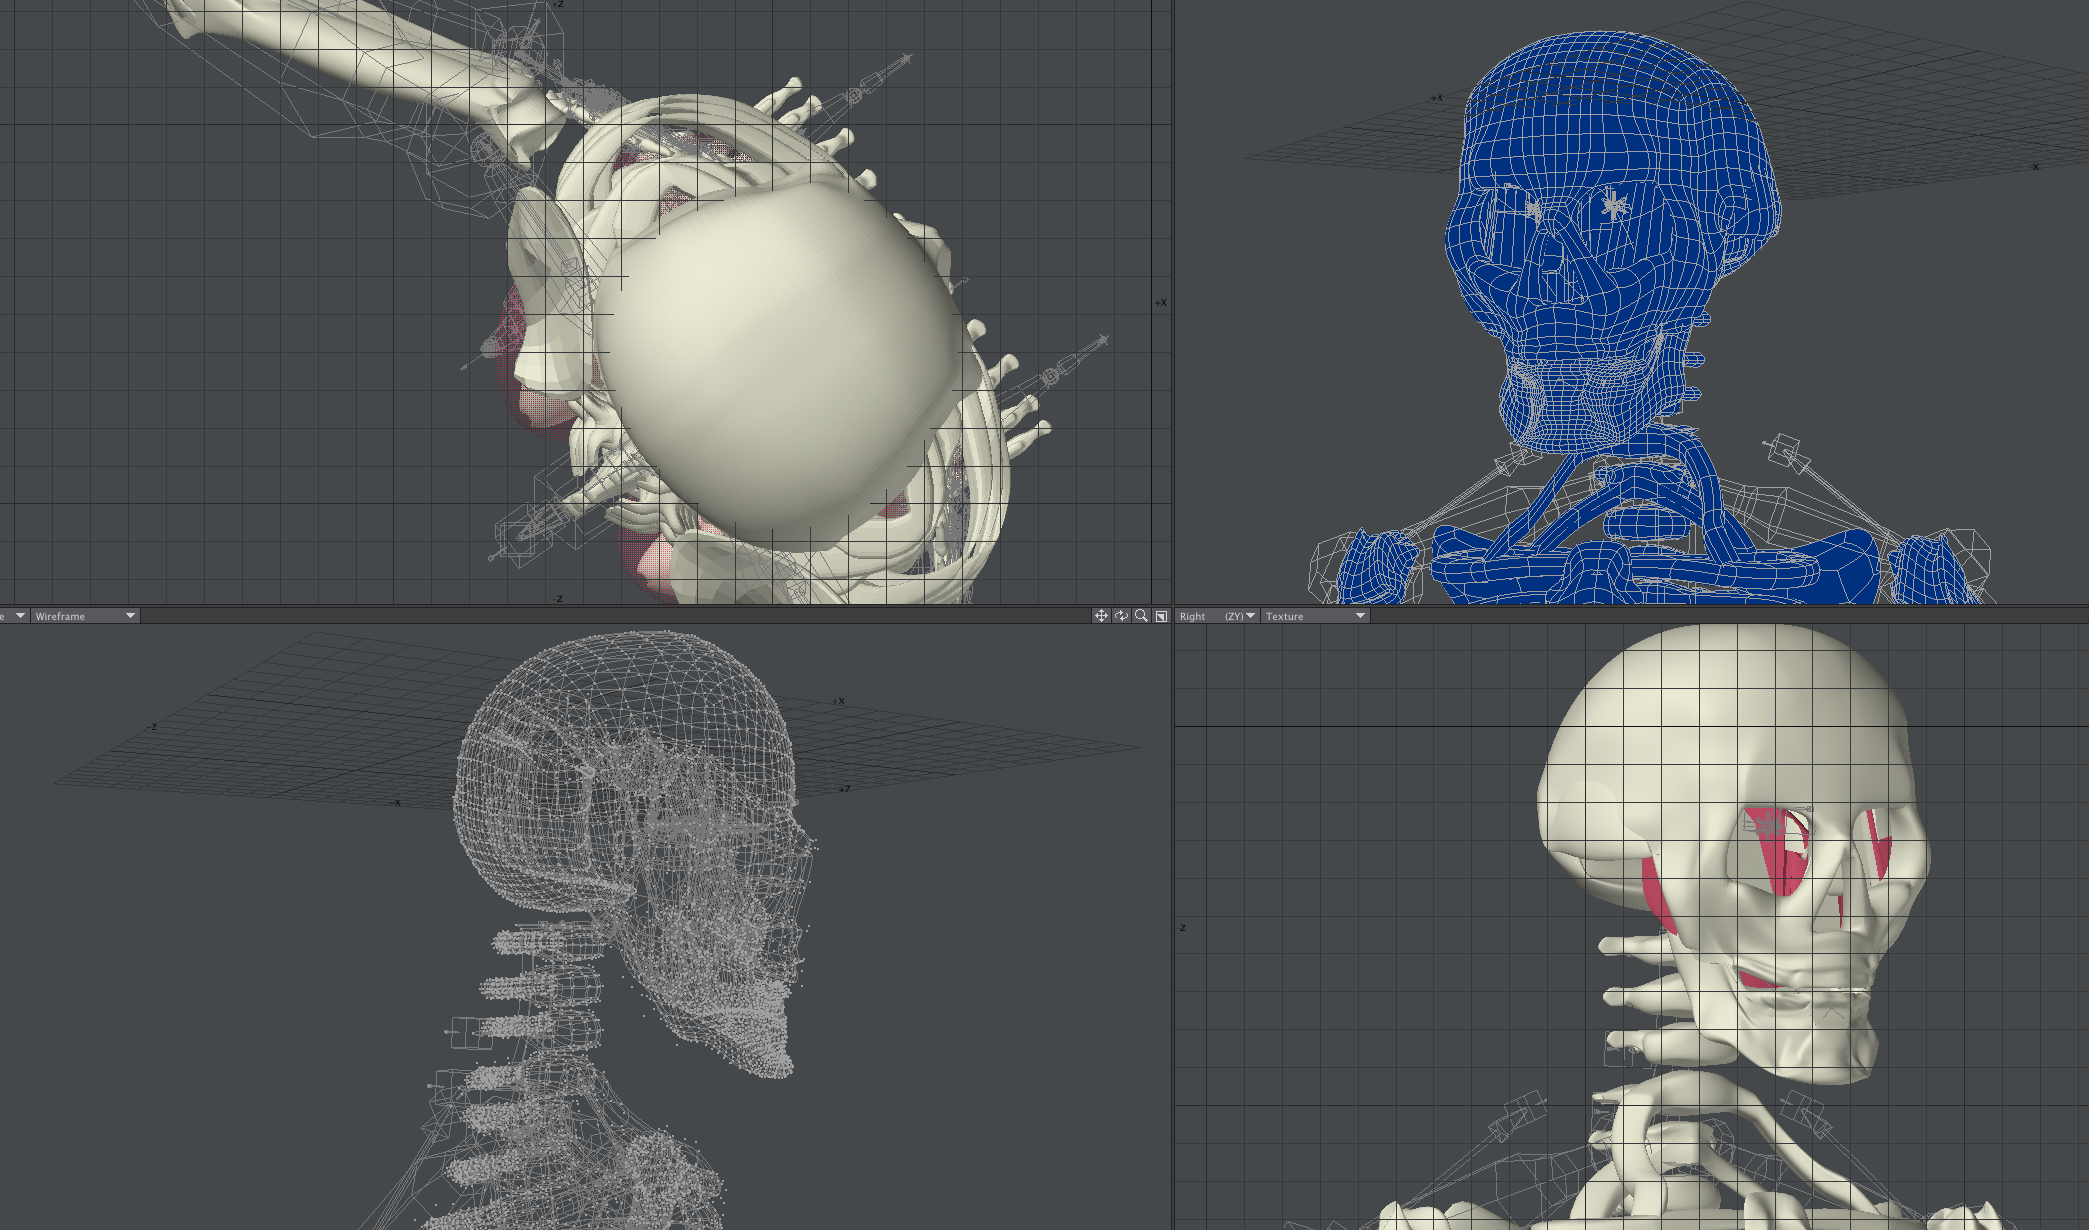 +Z
+X
-Z
+X
X
e Wireframe
Right (ZY) Texture
+X
-Z
+Z
-X
-Z